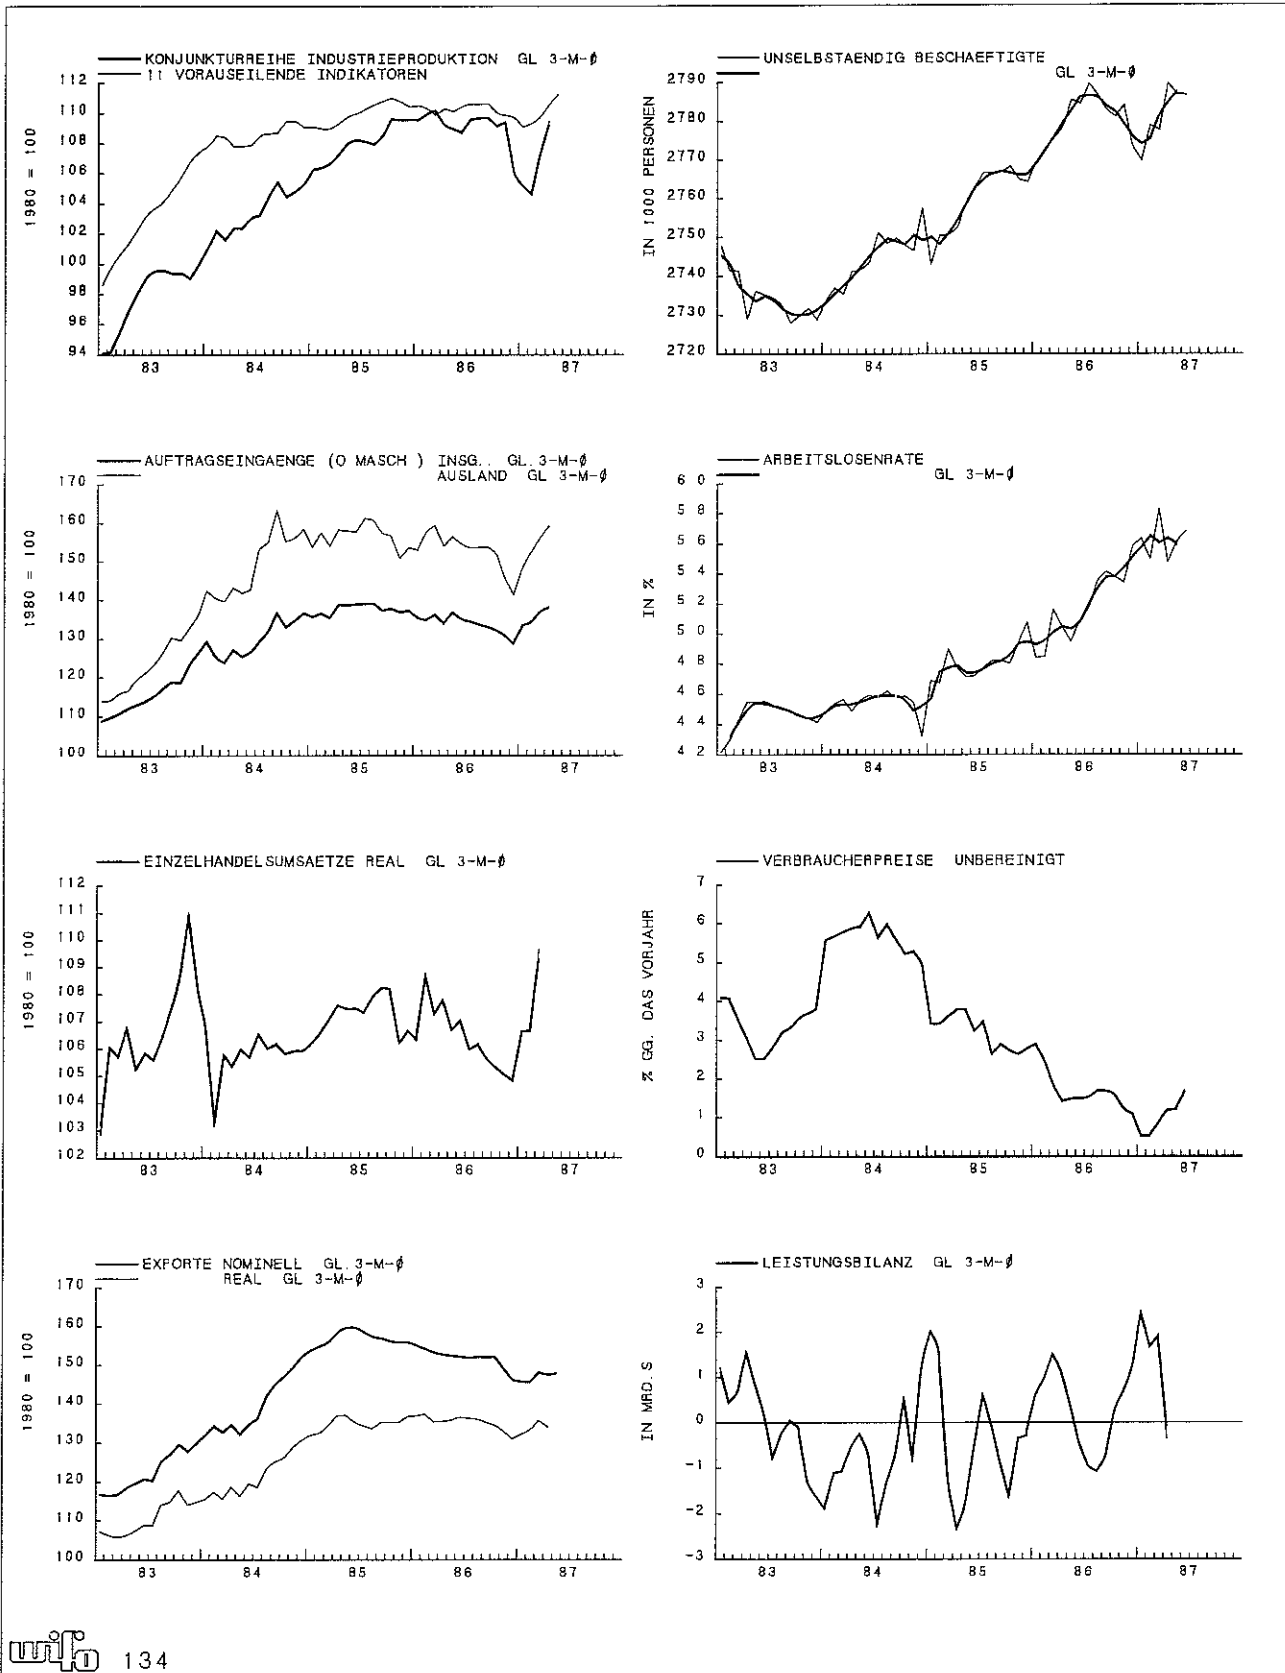 KONJUNKTURREIHE INDUSTRIEPRODUKTION GL 3-M-Ø
11 VORAUSEILENDE INDIKATOREN
1980 = 100
112
110
108
106
104
102
100
98
96
94
83 84 85 86 87
UNSELBSTAENDIG BESCHAEFTIGTE
GL 3-M-Ø
IN 1000 PERSONEN
2790
2780
2770
2760
2750
2740
2730
2720
83 84 85 86 87
AUFTRAGSEINGAENGE (O MASCH ) INSG.. GL. 3-M-Ø
AUSLAND GL 3-M-Ø
1980 = 100
170
160
150
140
130
120
110
100
83 84 85 86 87
ARBEITSLOSENRATE
GL 3-M-Ø
IN %
6 0
5 8
5 6
5 4
5 2
5 0
4 8
4 6
4 4
4 2
83 84 85 86 87
EINZELHANDELSUMSAETZE REAL GL 3-M-Ø
1980 = 100
112
111
110
109
108
107
106
105
104
103
102
83 84 85 86 87
VERBRAUCHERPREISE UNBEREINIGT
% GG. DAS VORJAHR
7
6
5
4
3
2
1
0
83 84 85 86 87
EXPORTE NOMINELL GL. 3-M-Ø
REAL GL 3-M-Ø
1980 = 100
170
160
150
140
130
120
110
100
83 84 85 86 87
LEISTUNGSBILANZ GL 3-M-Ø
IN MRD.S
3
2
1
0
-1
-2
-3
83 84 85 86 87
wifo 134